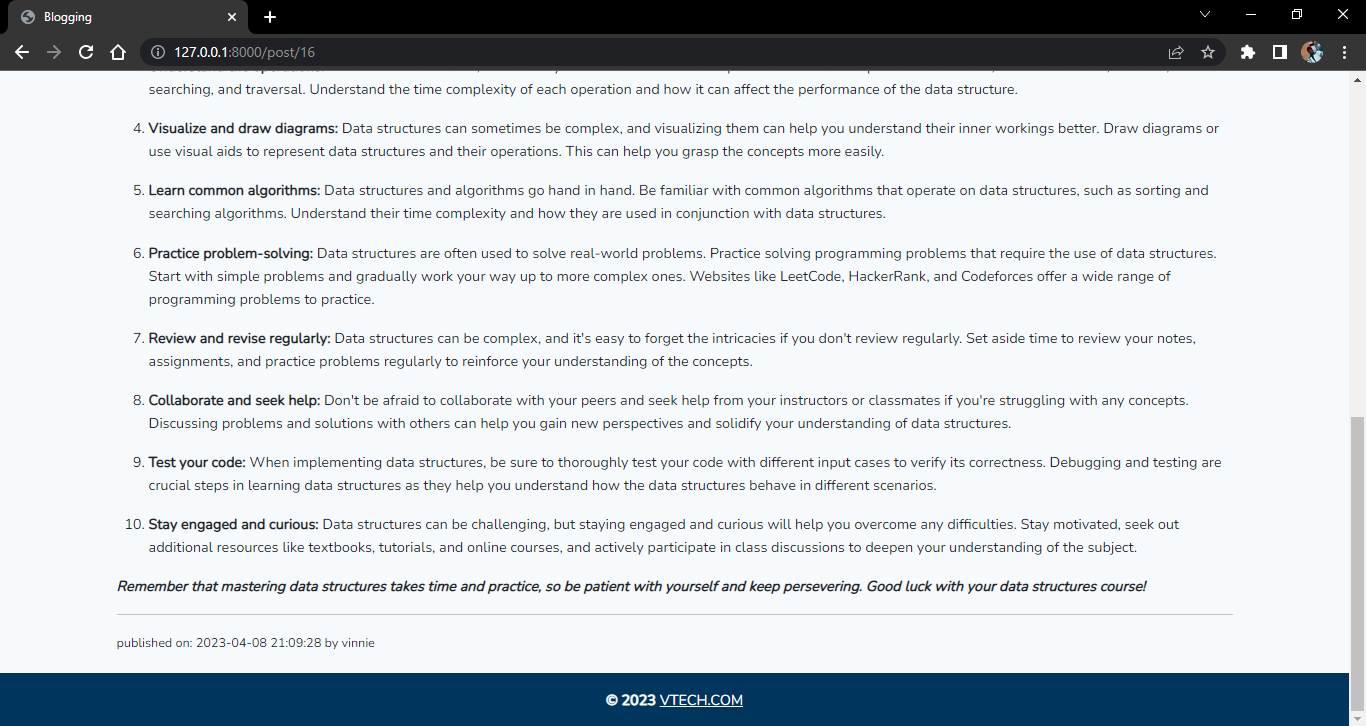 Blogging
127.0.0.1:8000/post/16
searching, and traversal. Understand the time complexity of each operation and how it can affect the performance of the data structure.
4. Visualize and draw diagrams: Data structures can sometimes be complex, and visualizing them can help you understand their inner workings better. Draw diagrams or
use visual aids to represent data structures and their operations. This can help you grasp the concepts more easily.
5. Learn common algorithms: Data structures and algorithms go hand in hand. Be familiar with common algorithms that operate on data structures, such as sorting and
searching algorithms. Understand their time complexity and how they are used in conjunction with data structures.
6. Practice problem-solving: Data structures are often used to solve real-world problems. Practice solving programming problems that require the use of data structures.
Start with simple problems and gradually work your way up to more complex ones. Websites like LeetCode, HackerRank, and Codeforces offer a wide range of
programming problems to practice.
7. Review and revise regularly: Data structures can be complex, and it's easy to forget the intricacies if you don't review regularly. Set aside time to review your notes,
assignments, and practice problems regularly to reinforce your understanding of the concepts.
8. Collaborate and seek help: Don't be afraid to collaborate with your peers and seek help from your instructors or classmates if you're struggling with any concepts.
Discussing problems and solutions with others can help you gain new perspectives and solidify your understanding of data structures.
9. Test your code: When implementing data structures, be sure to thoroughly test your code with different input cases to verify its correctness. Debugging and testing are
crucial steps in learning data structures as they help you understand how the data structures behave in different scenarios.
10. Stay engaged and curious: Data structures can be challenging, but staying engaged and curious will help you overcome any difficulties. Stay motivated, seek out
additional resources like textbooks, tutorials, and online courses, and actively participate in class discussions to deepen your understanding of the subject.
Remember that mastering data structures takes time and practice, so be patient with yourself and keep persevering. Good luck with your data structures course!
published on: 2023-04-08 21:09:28 by vinnie
© 2023 VTECH.COM